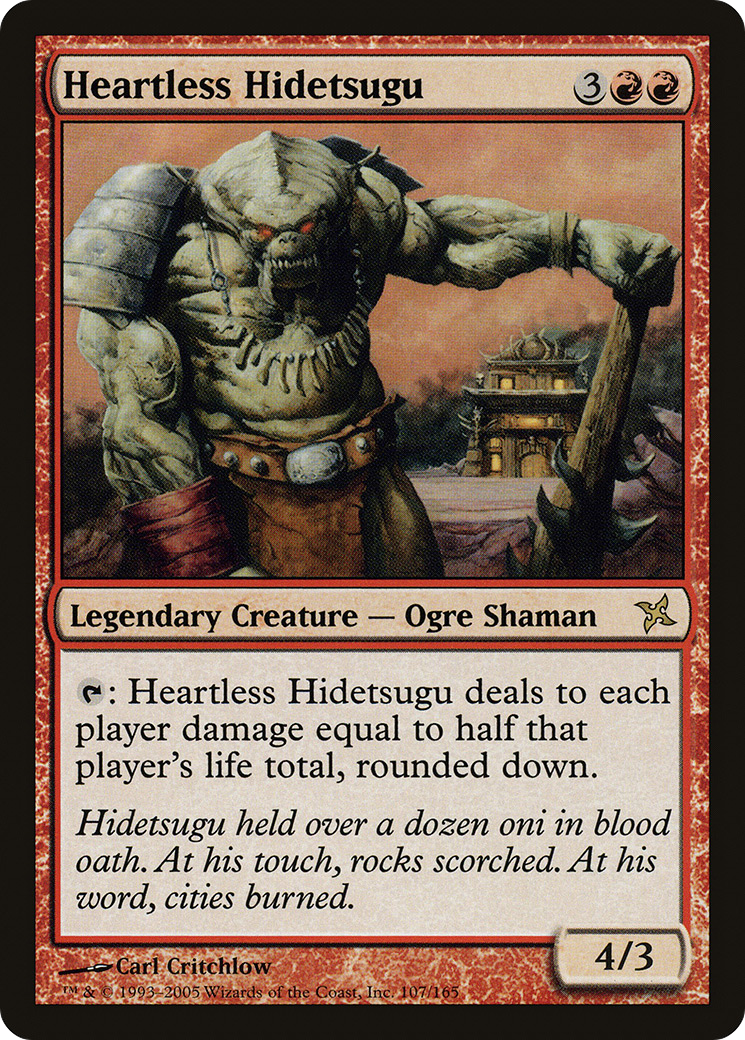 Heartless Hidetsugu 3
Legendary Creature — Ogre Shaman
: Heartless Hidetsugu deals to each
player damage equal to half that
player's life total, rounded down.
Hidetsugu held over a dozen oni in blood
oath. At his touch, rocks scorched. At his
word, cities burned.
4/3
Carl Critchlow
™ & © 1993–2005 Wizards of the Coast, Inc. 107/165